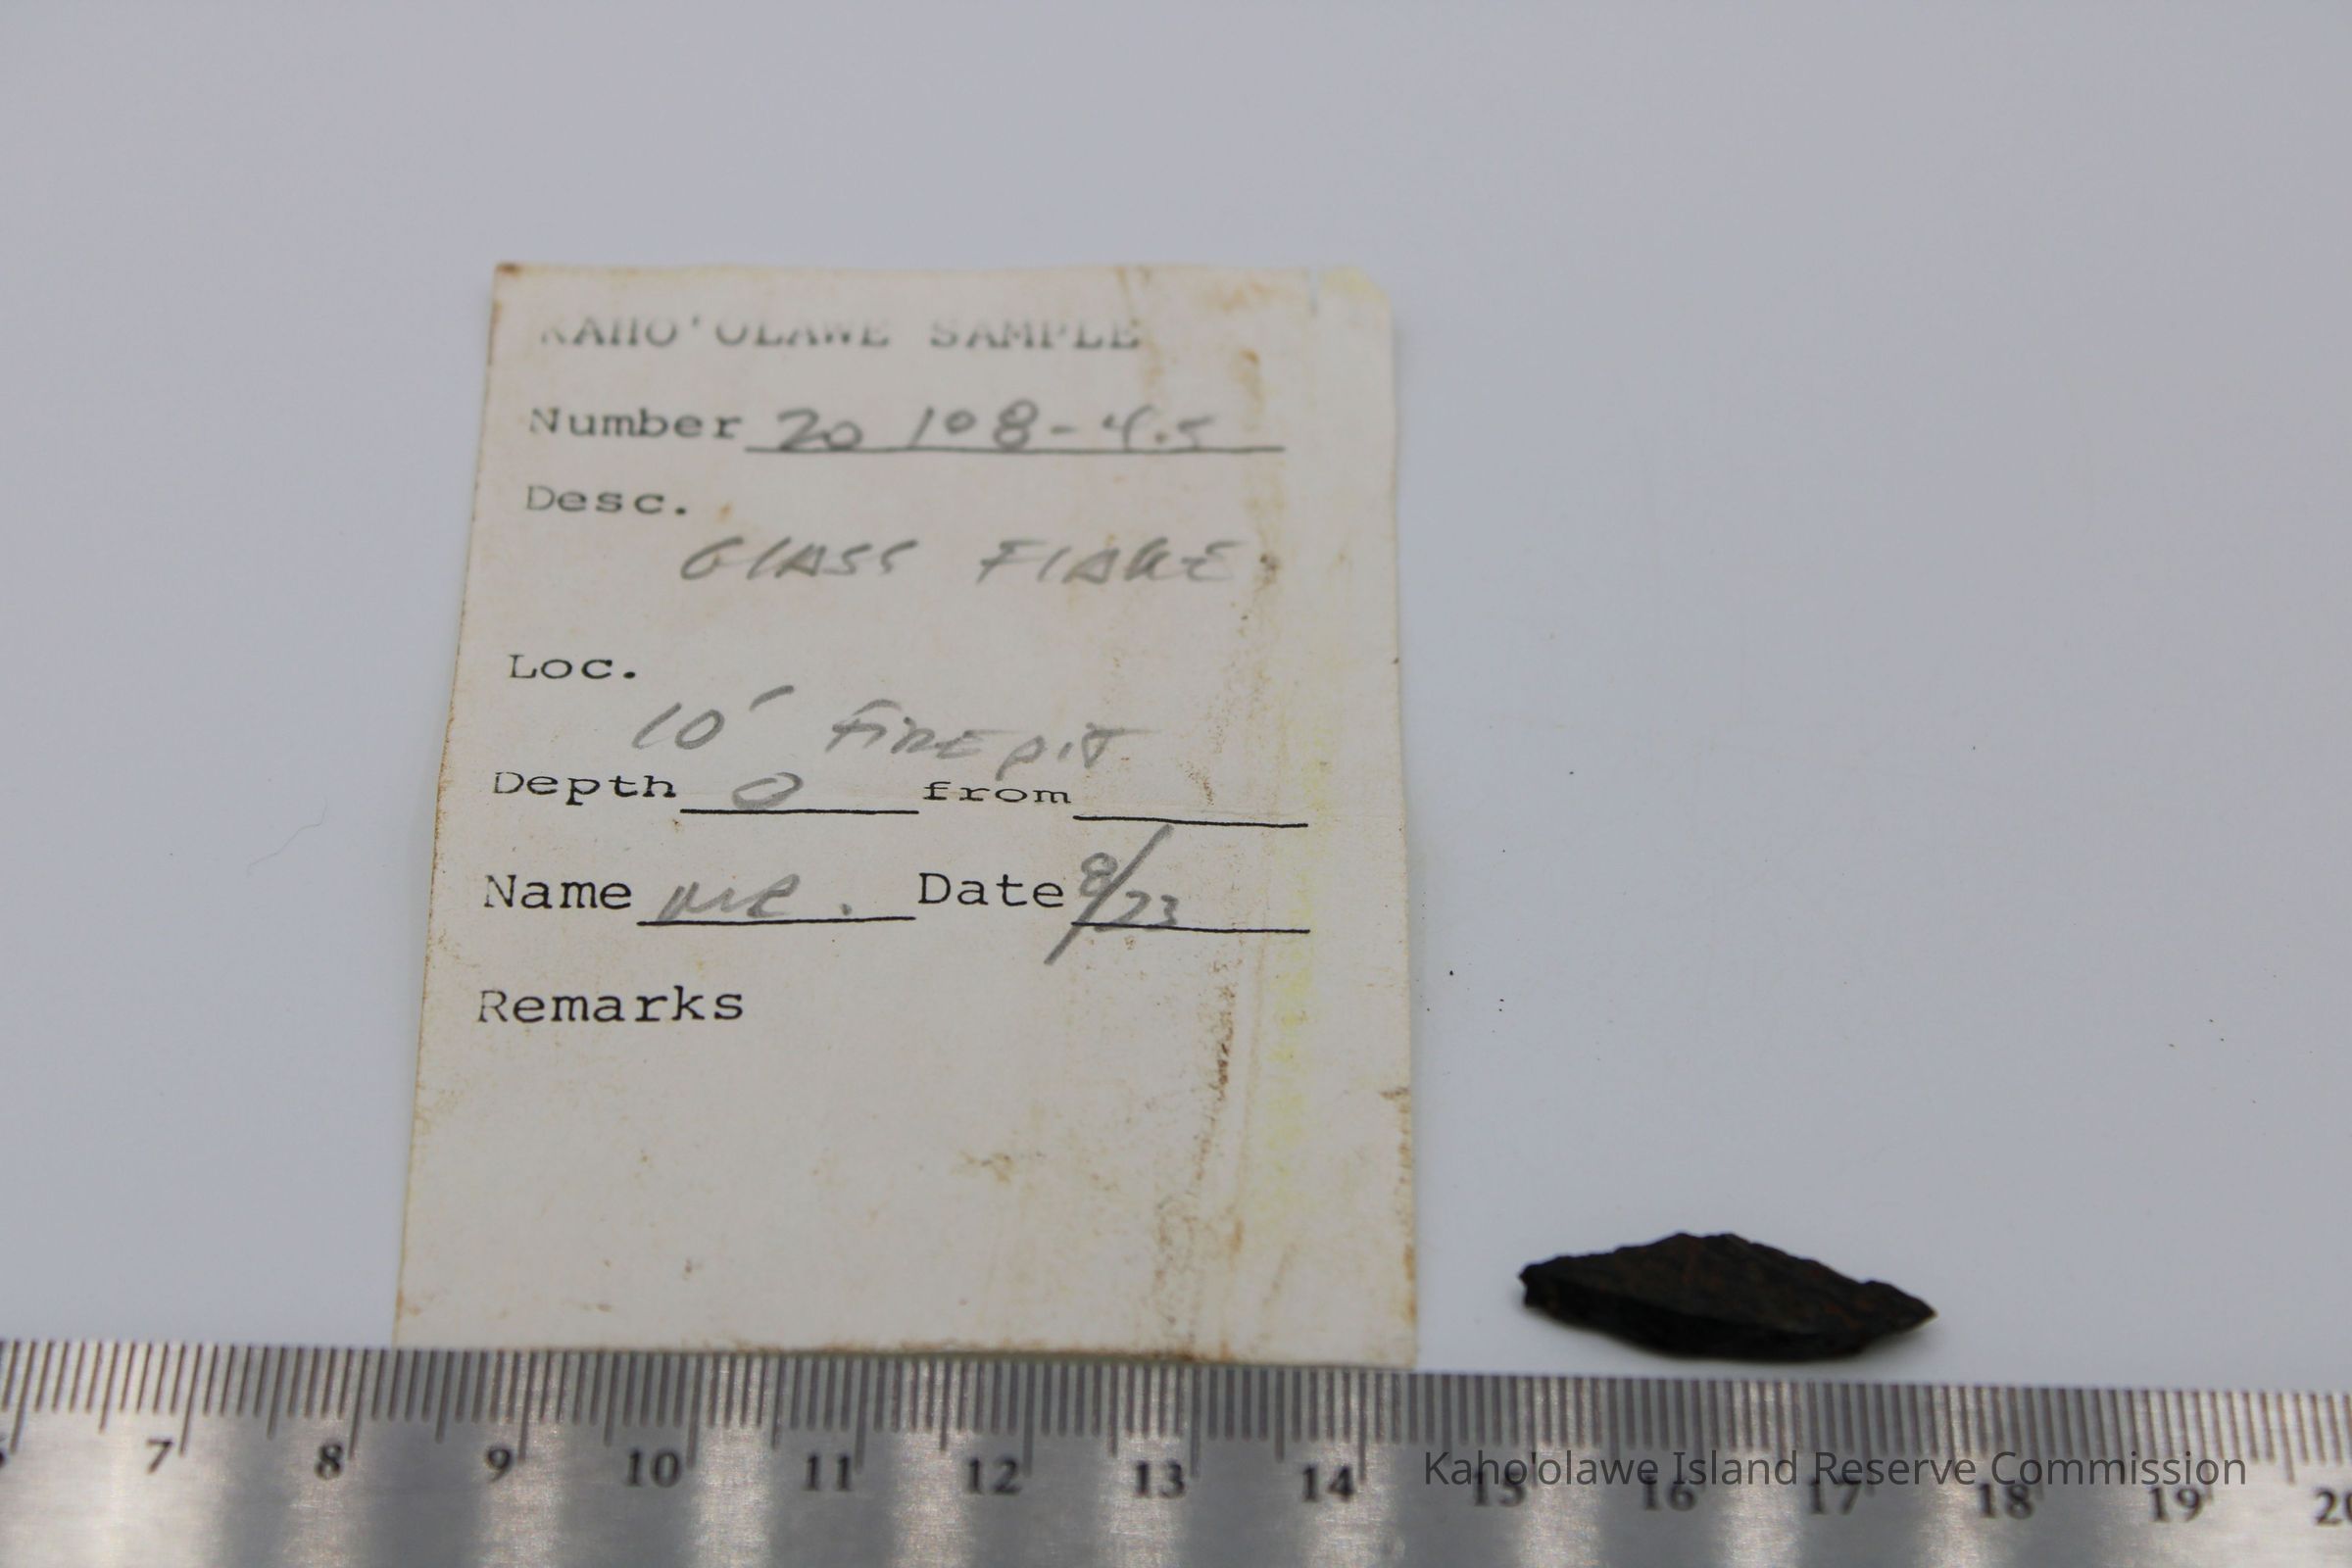 KAHO'OLAWE SAMPLE
Number 20 108-4.5
Desc.
GLASS FLAKE
Loc.
10' FIREPIT
Depth 0 from
Name Date 8/23
Remarks
7 8 9 10 11 12 13 14 15 16 17 18 19 20
Kaho'olawe Island Reserve Commission